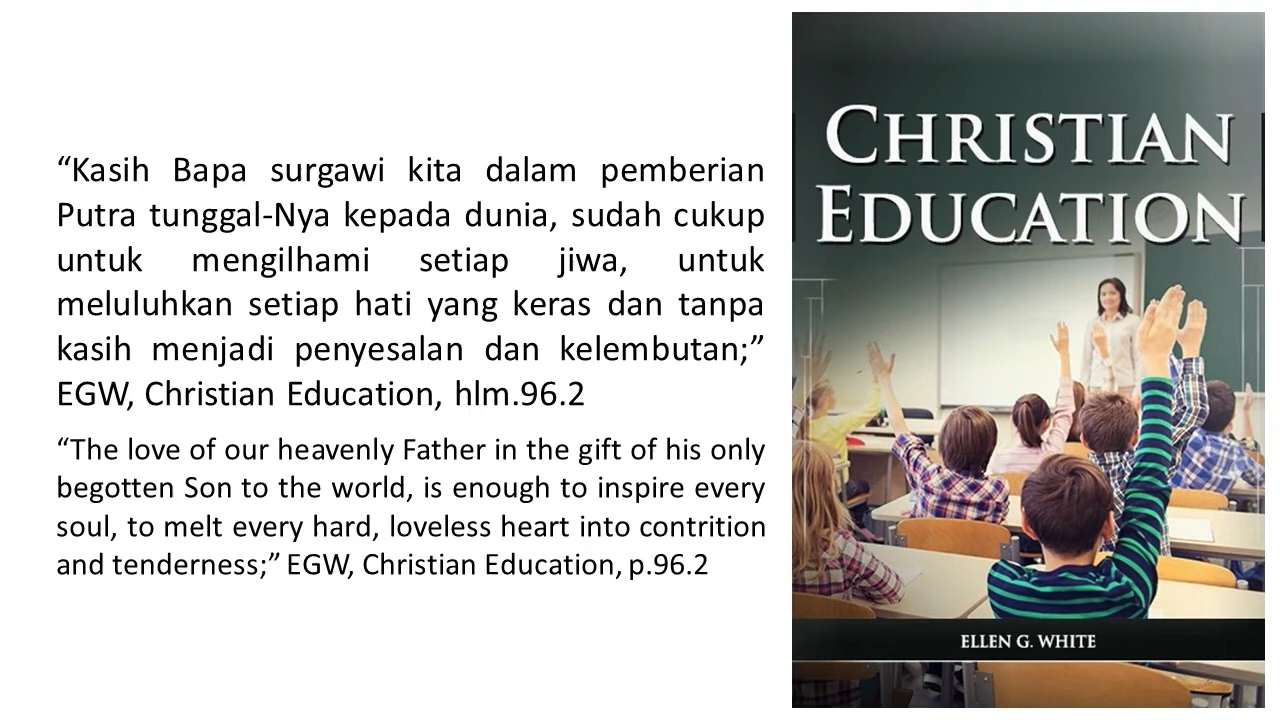 “Kasih Bapa surgawi kita dalam pemberian
Putra tunggal-Nya kepada dunia, sudah cukup
untuk mengilhami setiap jiwa, untuk
meluluhkan setiap hati yang keras dan tanpa
kasih menjadi penyesalan dan kelembutan;”
EGW, Christian Education, hlm.96.2
“The love of our heavenly Father in the gift of his only
begotten Son to the world, is enough to inspire every
soul, to melt every hard, loveless heart into contrition
and tenderness;” EGW, Christian Education, p.96.2
CHRISTIAN
EDUCATION
ELLEN G. WHITE